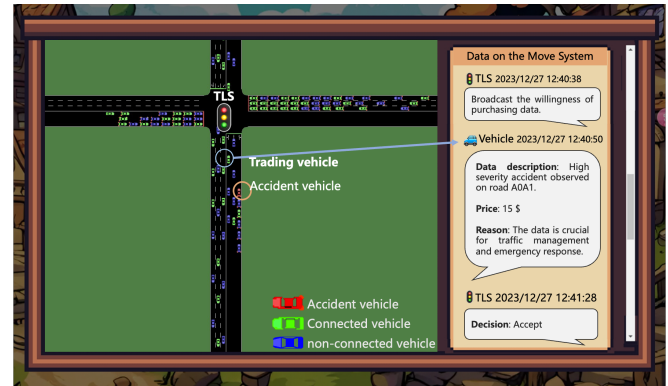 TLS
Trading vehicle
Accident vehicle
Accident vehicle
Connected vehicle
non-connected vehicle
Data on the Move System
TLS 2023/12/27 12:40:38
Broadcast the willingness of
purchasing data.
Vehicle 2023/12/27 12:40:50
Data description: High
severity accident observed
on road A0A1.
Price: 15 $
Reason: The data is crucial
for traffic management
and emergency response.
TLS 2023/12/27 12:41:28
Decision: Accept